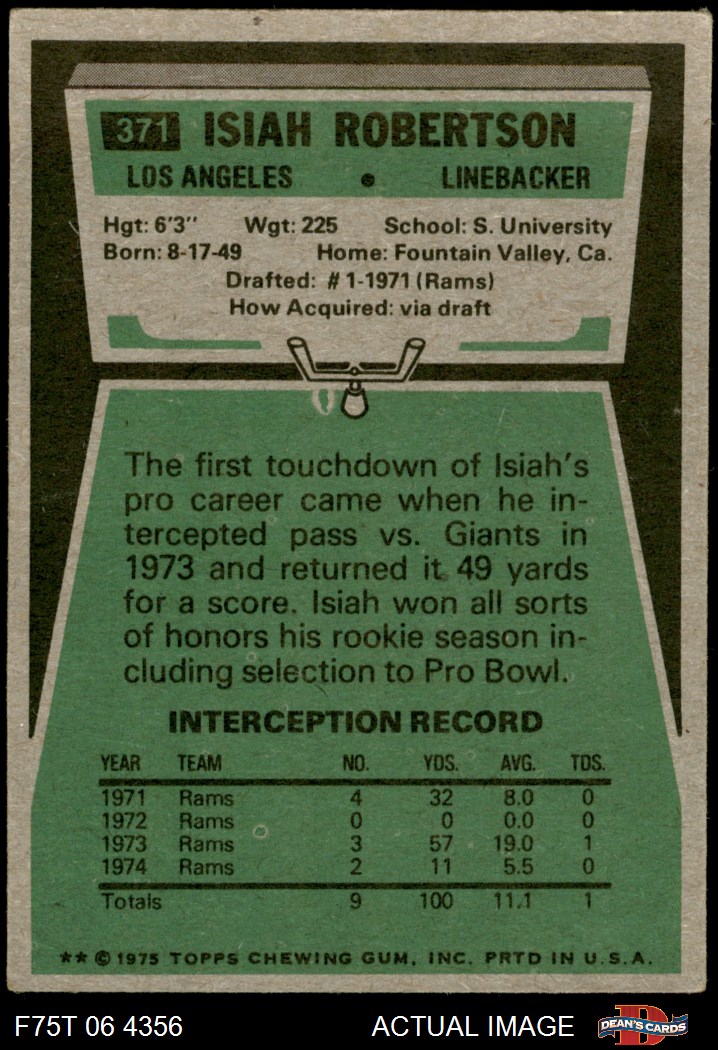 371 ISIAH ROBERTSON
LOS ANGELES • LINEBACKER
Hgt: 6'3" Wgt: 225 School: S. University
Born: 8-17-49 Home: Fountain Valley, Ca.
Drafted: #1-1971 (Rams)
How Acquired: via draft
The first touchdown of Isiah's
pro career came when he in-
tercepted pass vs. Giants in
1973 and returned it 49 yards
for a score. Isiah won all sorts
of honors his rookie season in-
cluding selection to Pro Bowl.
INTERCEPTION RECORD
YEAR TEAM NO. YDS. AVG. TDS.
1971 Rams 4 32 8.0 0
1972 Rams 0 0 0.0 0
1973 Rams 3 57 19.0 1
1974 Rams 2 11 5.5 0
Totals 9 100 11.1 1
** © 1975 TOPPS CHEWING GUM, INC. PRTD IN U.S.A.
F75T 06 4356 ACTUAL IMAGE D DEAN'S CARDS